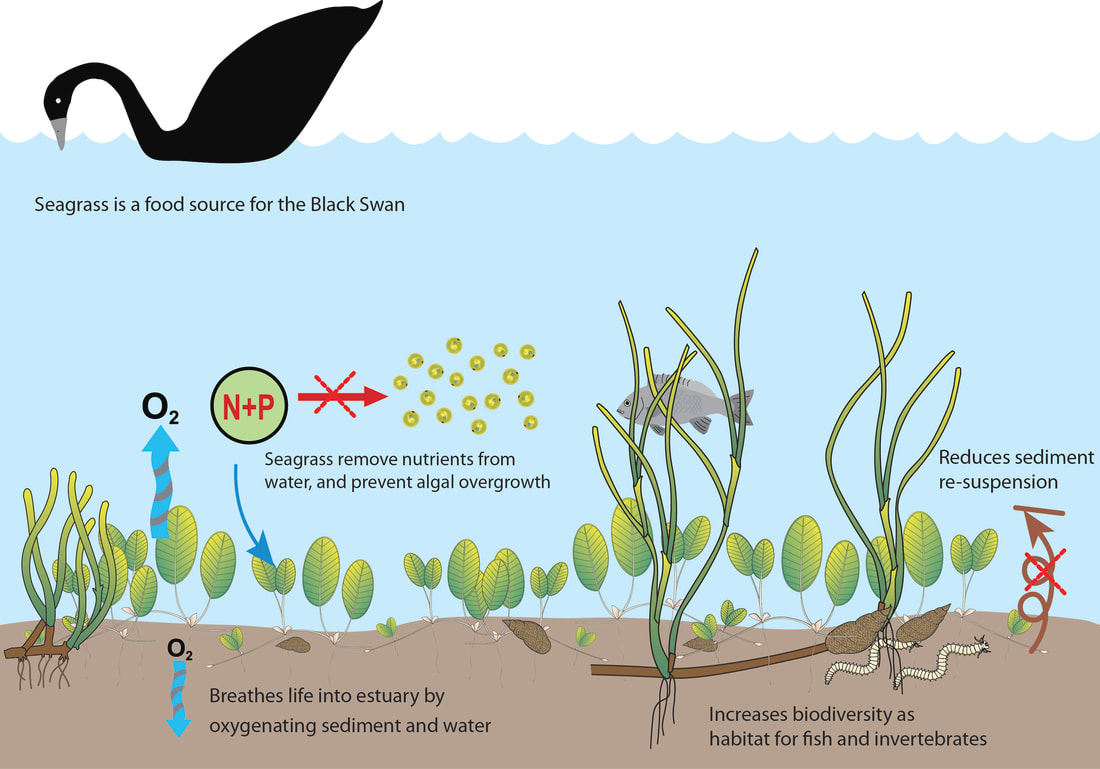 Seagrass is a food source for the Black Swan
O2
N+P
Seagrass remove nutrients from
water, and prevent algal overgrowth
Reduces sediment
re-suspension
O2
Breathes life into estuary by
oxygenating sediment and water
Increases biodiversity as
habitat for fish and invertebrates